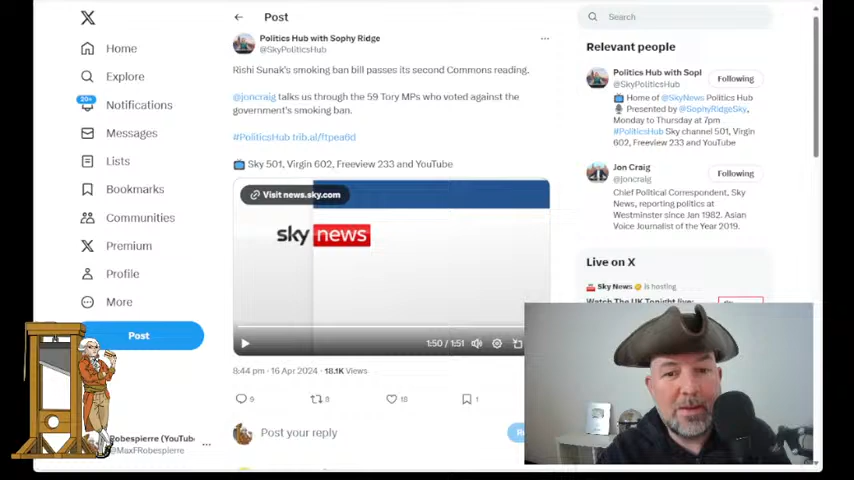 Home
Explore
20+
Notifications
Messages
Lists
Bookmarks
Communities
Premium
Profile
More
Post
Robespierre (YouTub
@MaxFRobespierre
Post
Politics Hub with Sophy Ridge
@SkyPoliticsHub
Rishi Sunak's smoking ban bill passes its second Commons reading.
@joncraig talks us through the 59 Tory MPs who voted against the
government's smoking ban.
#PoliticsHub trib.al/ftpea6d
Sky 501, Virgin 602, Freeview 233 and YouTube
Visit news.sky.com
sky news
1:50 / 1:51
8:44 pm · 16 Apr 2024 · 18.1K Views
9
8
18
1
Post your reply
Search
Relevant people
Politics Hub with Sopl
@SkyPoliticsHub
Following
Home of @SkyNews Politics Hub
Presented by @SophyRidgeSky,
Monday to Thursday at 7pm
#PoliticsHub Sky channel 501, Virgin
602, Freeview 233 and YouTube
Jon Craig
@joncraig
Following
Chief Political Correspondent, Sky
News, reporting politics at
Westminster since Jan 1982. Asian
Voice Journalist of the Year 2019.
Live on X
Sky News is hosting
Watch The UK Tonight live: